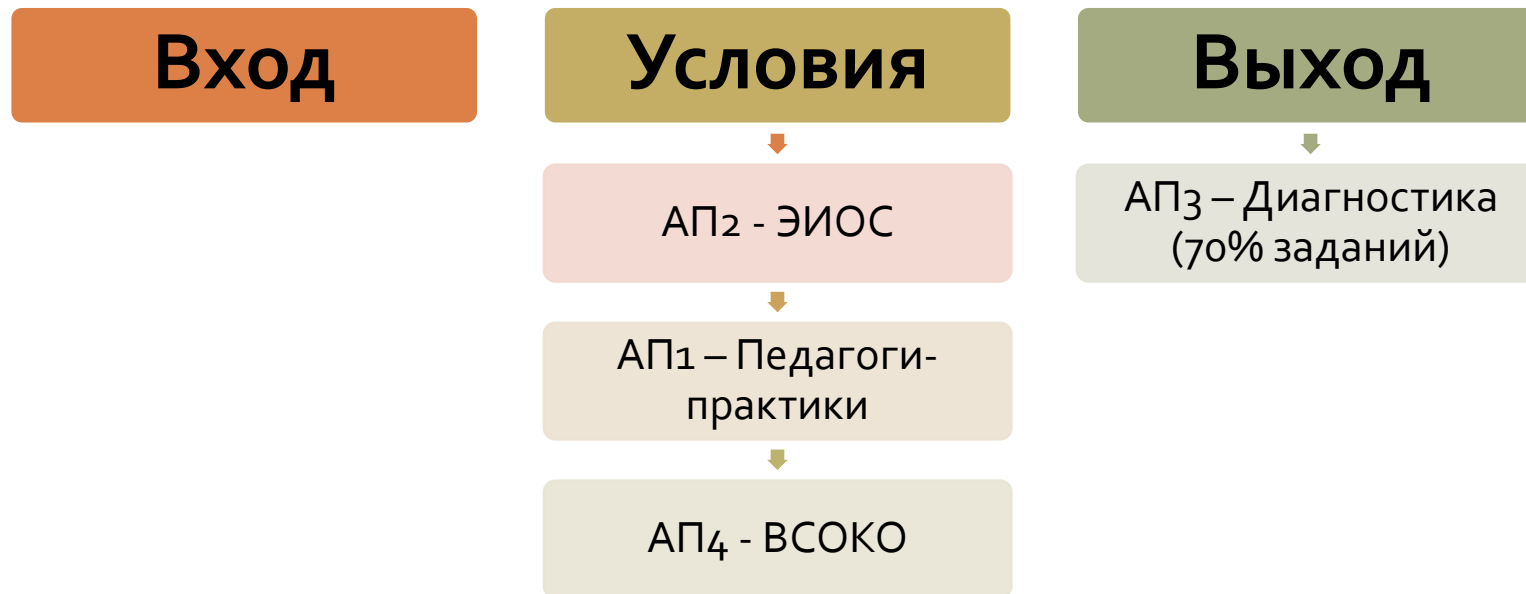 Вход
Условия
Выход
АП2 - ЭИОС
АП3 – Диагностика
(70% заданий)
АП1 – Педагоги-
практики
АП4 - ВСОКО